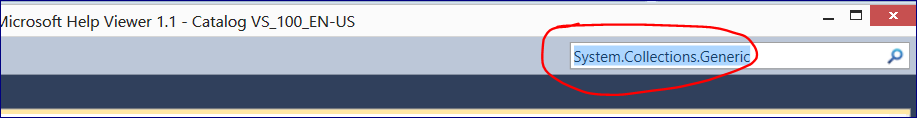 Microsoft Help Viewer 1.1 - Catalog VS_100_EN-US
System.Collections.Generic